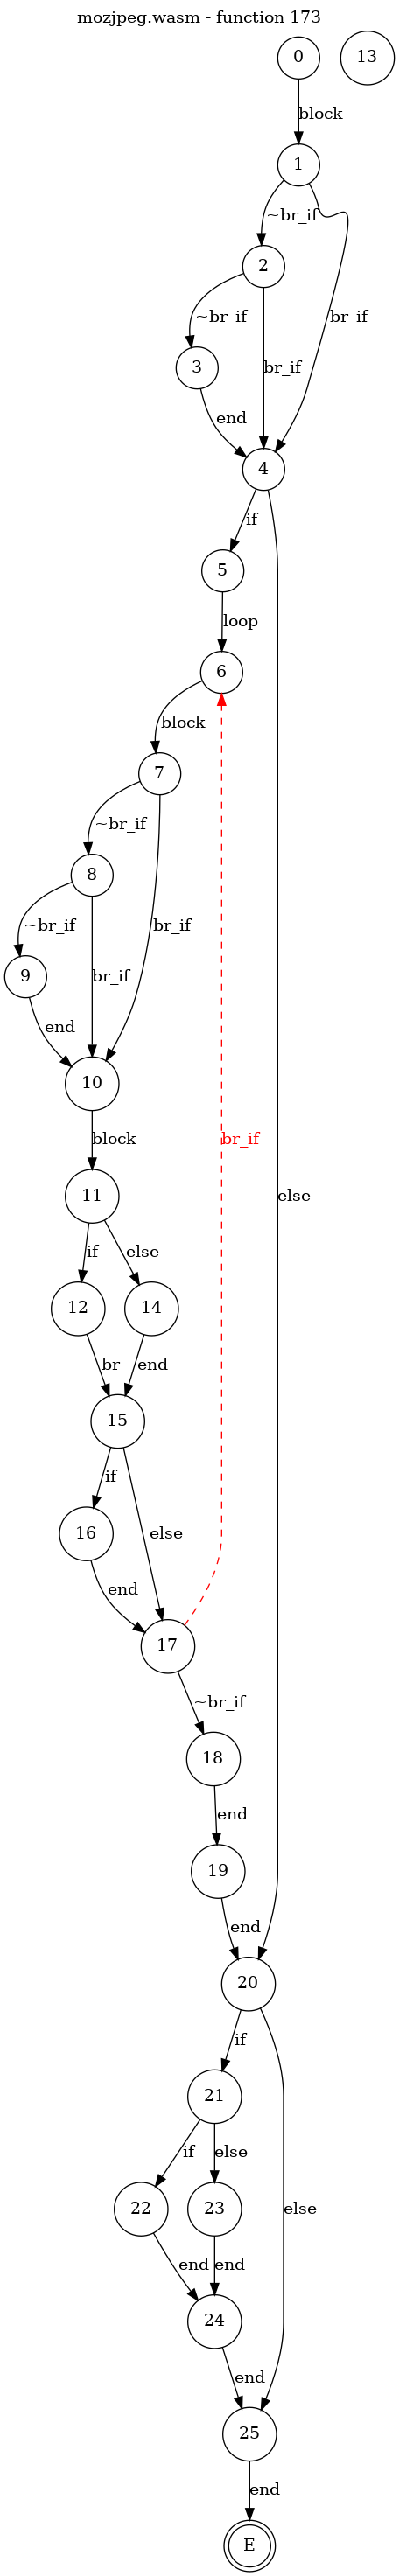 mozjpeg.wasm - function 173
0
13
block
1
~br_if
2
~br_if
br_if
br_if
3
end
4
if
5
loop
6
block
7
~br_if
8
~br_if
br_if
br_if
9
end
10
br_if
block
11
else
if
else
12
14
br
end
15
if
16
else
end
17
~br_if
18
end
19
end
20
if
21
if
else
else
22
23
end
end
24
end
25
end
E